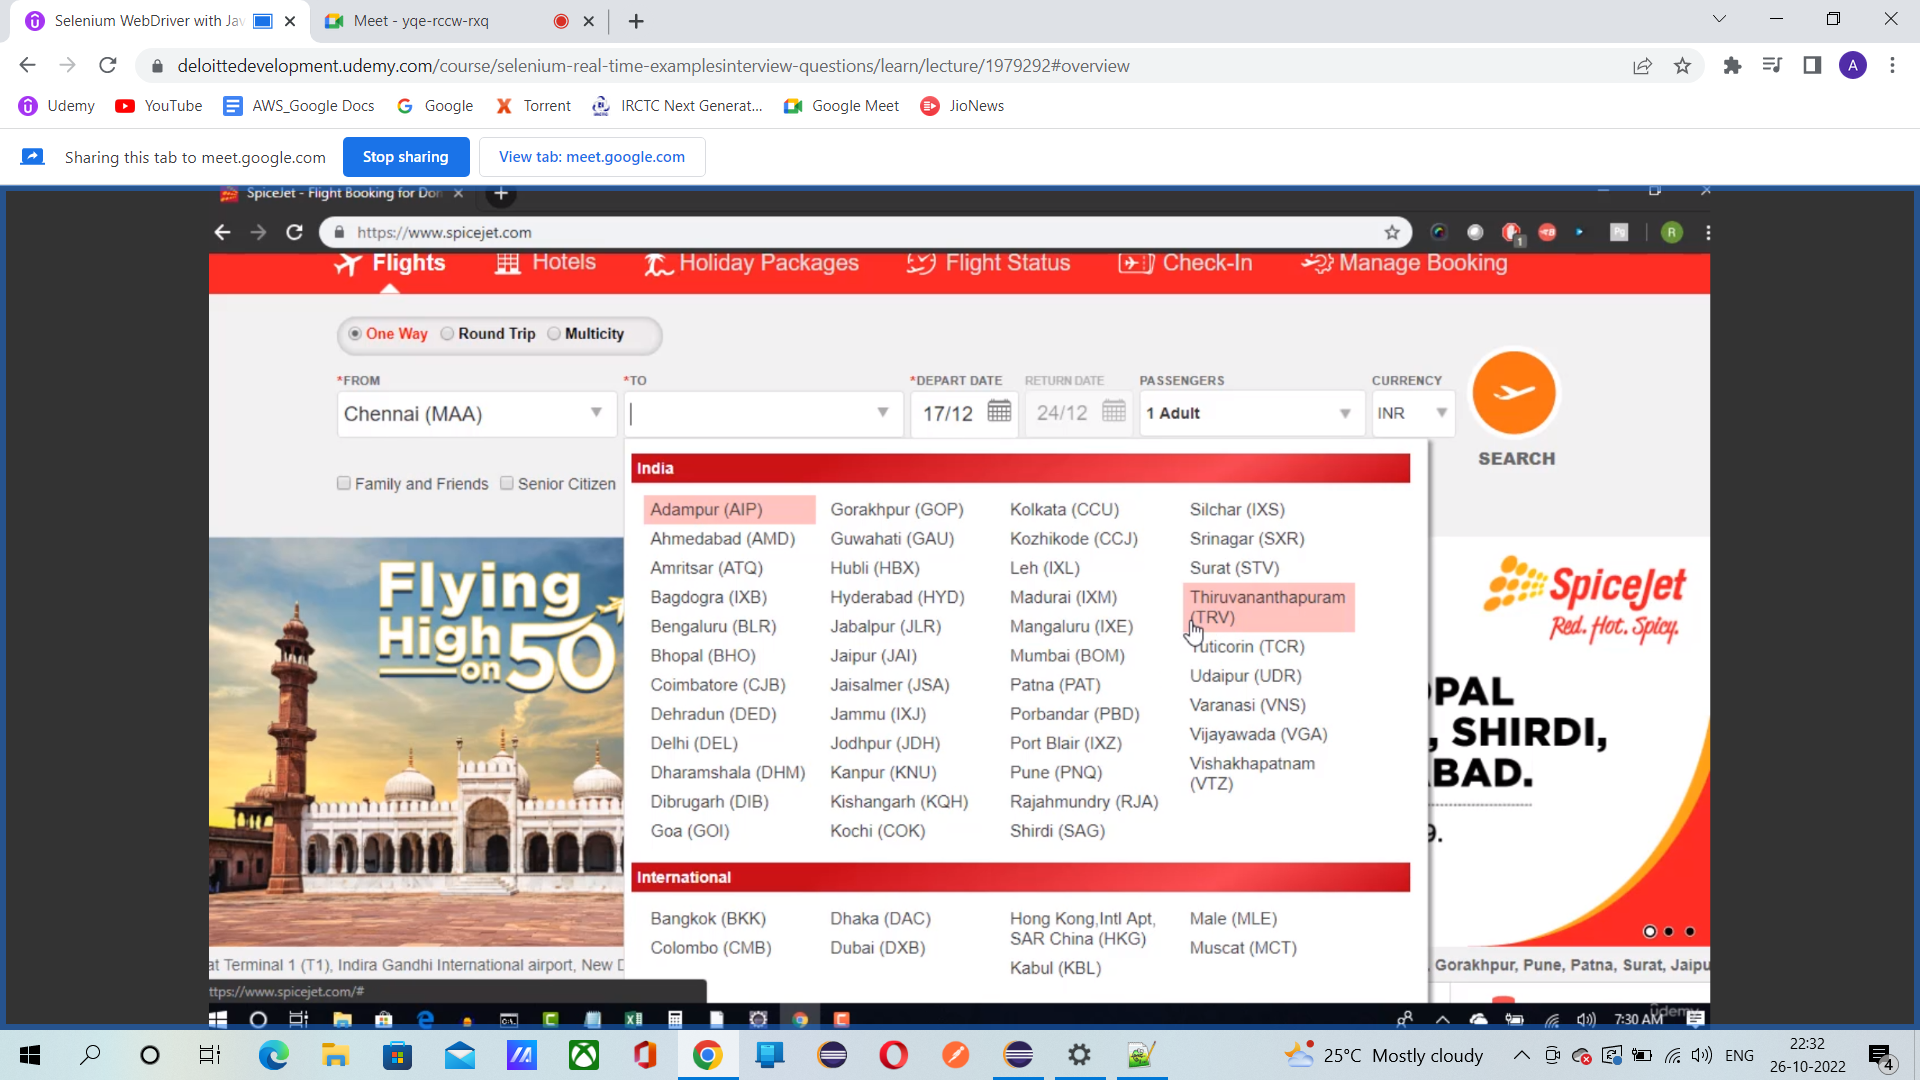 Selenium WebDriver with Jav
Meet - yqe-rccw-rxq
deloittedevelopment.udemy.com/course/selenium-real-time-examplesinterview-questions/learn/lecture/1979292#overview
A
Udemy
YouTube
AWS_Google Docs
Google
Torrent
IRCTC Next Generat...
Google Meet
JioNews
Sharing this tab to meet.google.com
Stop sharing
View tab: meet.google.com
SpiceJet - Flight Booking for Dom
https://www.spicejet.com
R
Flights
Hotels
Holiday Packages
Flight Status
Check-In
Manage Booking
One Way
Round Trip
Multicity
*FROM
*TO
*DEPART DATE
RETURN DATE
PASSENGERS
CURRENCY
Chennai (MAA)
17/12
24/12
1 Adult
INR
SEARCH
Family and Friends
Senior Citizen
India
Adampur (AIP)
Ahmedabad (AMD)
Amritsar (ATQ)
Bagdogra (IXB)
Bengaluru (BLR)
Bhopal (BHO)
Coimbatore (CJB)
Dehradun (DED)
Delhi (DEL)
Dharamshala (DHM)
Dibrugarh (DIB)
Goa (GOI)
Gorakhpur (GOP)
Guwahati (GAU)
Hubli (HBX)
Hyderabad (HYD)
Jabalpur (JLR)
Jaipur (JAI)
Jaisalmer (JSA)
Jammu (IXJ)
Jodhpur (JDH)
Kanpur (KNU)
Kishangarh (KQH)
Kochi (COK)
Kolkata (CCU)
Kozhikode (CCJ)
Leh (IXL)
Madurai (IXM)
Mangaluru (IXE)
Mumbai (BOM)
Patna (PAT)
Porbandar (PBD)
Port Blair (IXZ)
Pune (PNQ)
Rajahmundry (RJA)
Shirdi (SAG)
Silchar (IXS)
Srinagar (SXR)
Surat (STV)
Thiruvananthapuram
(TRV)
Tuticorin (TCR)
Udaipur (UDR)
Varanasi (VNS)
Vijayawada (VGA)
Vishakhapatnam
(VTZ)
International
Bangkok (BKK)
Colombo (CMB)
Dhaka (DAC)
Dubai (DXB)
Hong Kong,Intl Apt,
SAR China (HKG)
Kabul (KBL)
Male (MLE)
Muscat (MCT)
Flying
High
on 50
SpiceJet
Red. Hot. Spicy.
OPAL
, SHIRDI,
BAD.
9.
at Terminal 1 (T1), Indira Gandhi International airport, New D
, Gorakhpur, Pune, Patna, Surat, Jaipu
ttps://www.spicejet.com/#
7:30 AM
udemy
25°C Mostly cloudy
ENG
22:32
26-10-2022
4